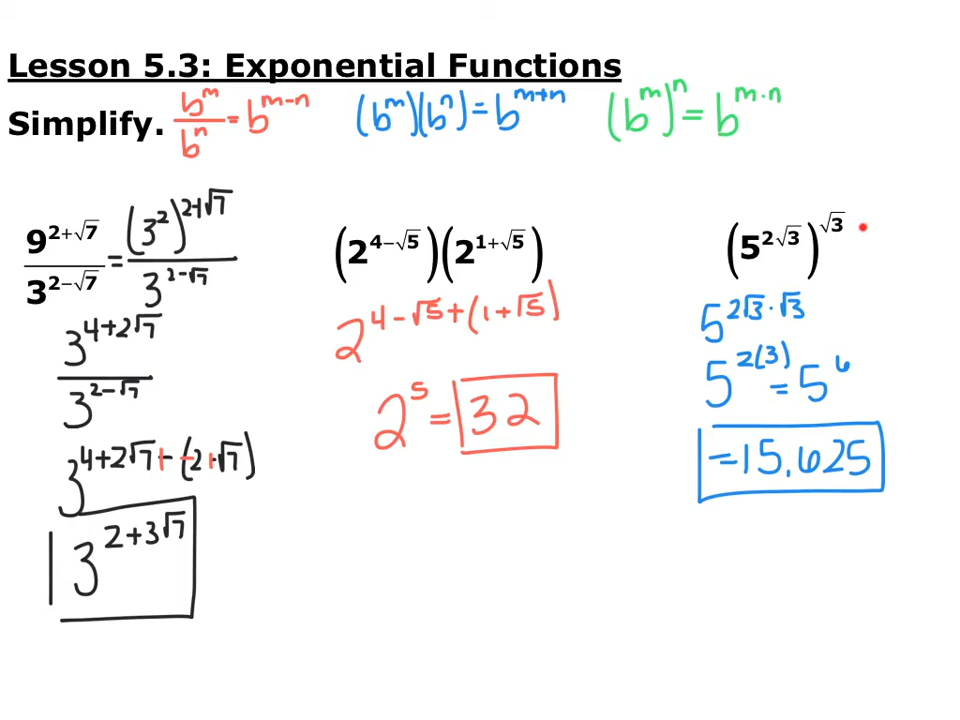 Lesson 5.3: Exponential Functions
Simplify. b^m/b^n = b^(m-n) (b^m)(b^n) = b^(m+n) (b^m)^n = b^(m·n)
9^(2+√7)/3^(2-√7) = (3^2)^(2+√7)/3^(2-√7)
3^(4+2√7)/3^(2-√7)
3^(4+2√7 + -(2 + √7))
3^(2+3√7)
(2^(4-√5))(2^(1+√5))
2^(4-√5+(1+√5))
2^5 = 32
(5^(2√3))^√3
5^(2√3·√3)
5^(2(3)) = 5^6
=15,625